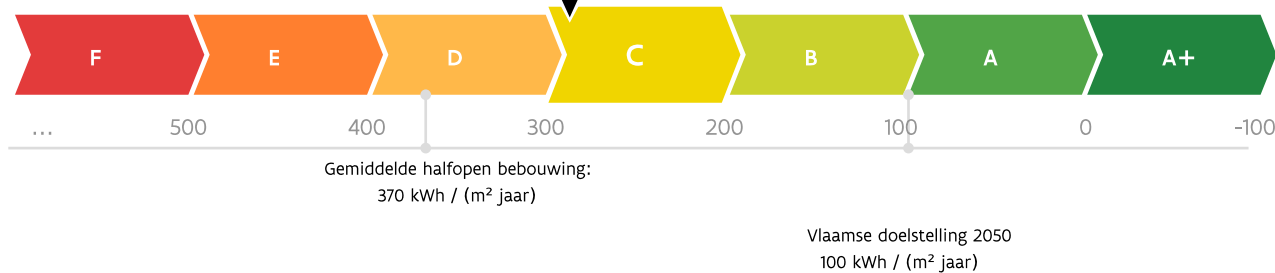 F E D C B A A+
... 500 400 300 200 100 0 -100
Gemiddelde halfopen bebouwing:
370 kWh / (m² jaar)
Vlaamse doelstelling 2050
100 kWh / (m² jaar)